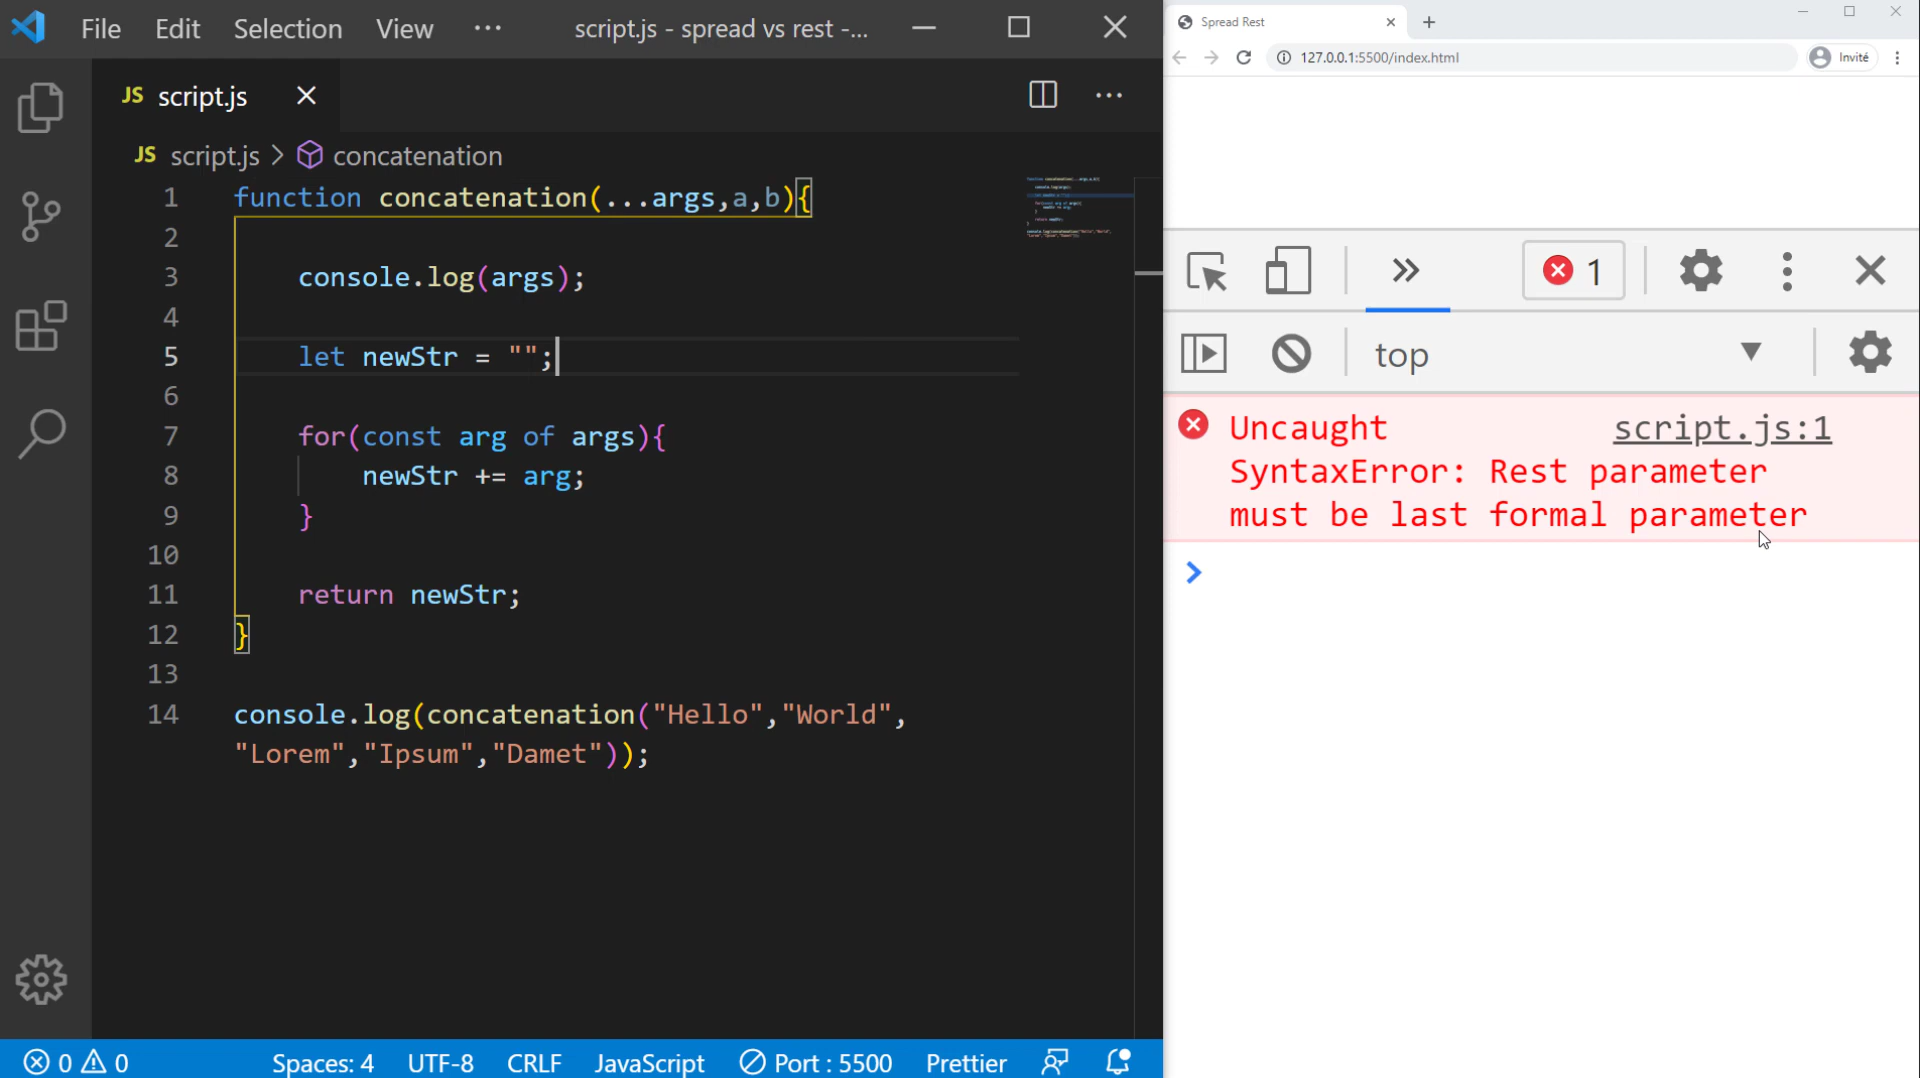 File Edit Selection View ··· script.js - spread vs rest -...
JS script.js
JS script.js > concatenation
1 function concatenation(...args,a,b){
2
3 console.log(args);
4
5 let newStr = "";
6
7 for(const arg of args){
8 newStr += arg;
9 }
10
11 return newStr;
12 }
13
14 console.log(concatenation("Hello","World",
"Lorem","Ipsum","Damet"));
0 0 Spaces: 4 UTF-8 CRLF JavaScript Port : 5500 Prettier
Spread Rest
127.0.0.1:5500/index.html Invité
1
top
Uncaught script.js:1
SyntaxError: Rest parameter
must be last formal parameter